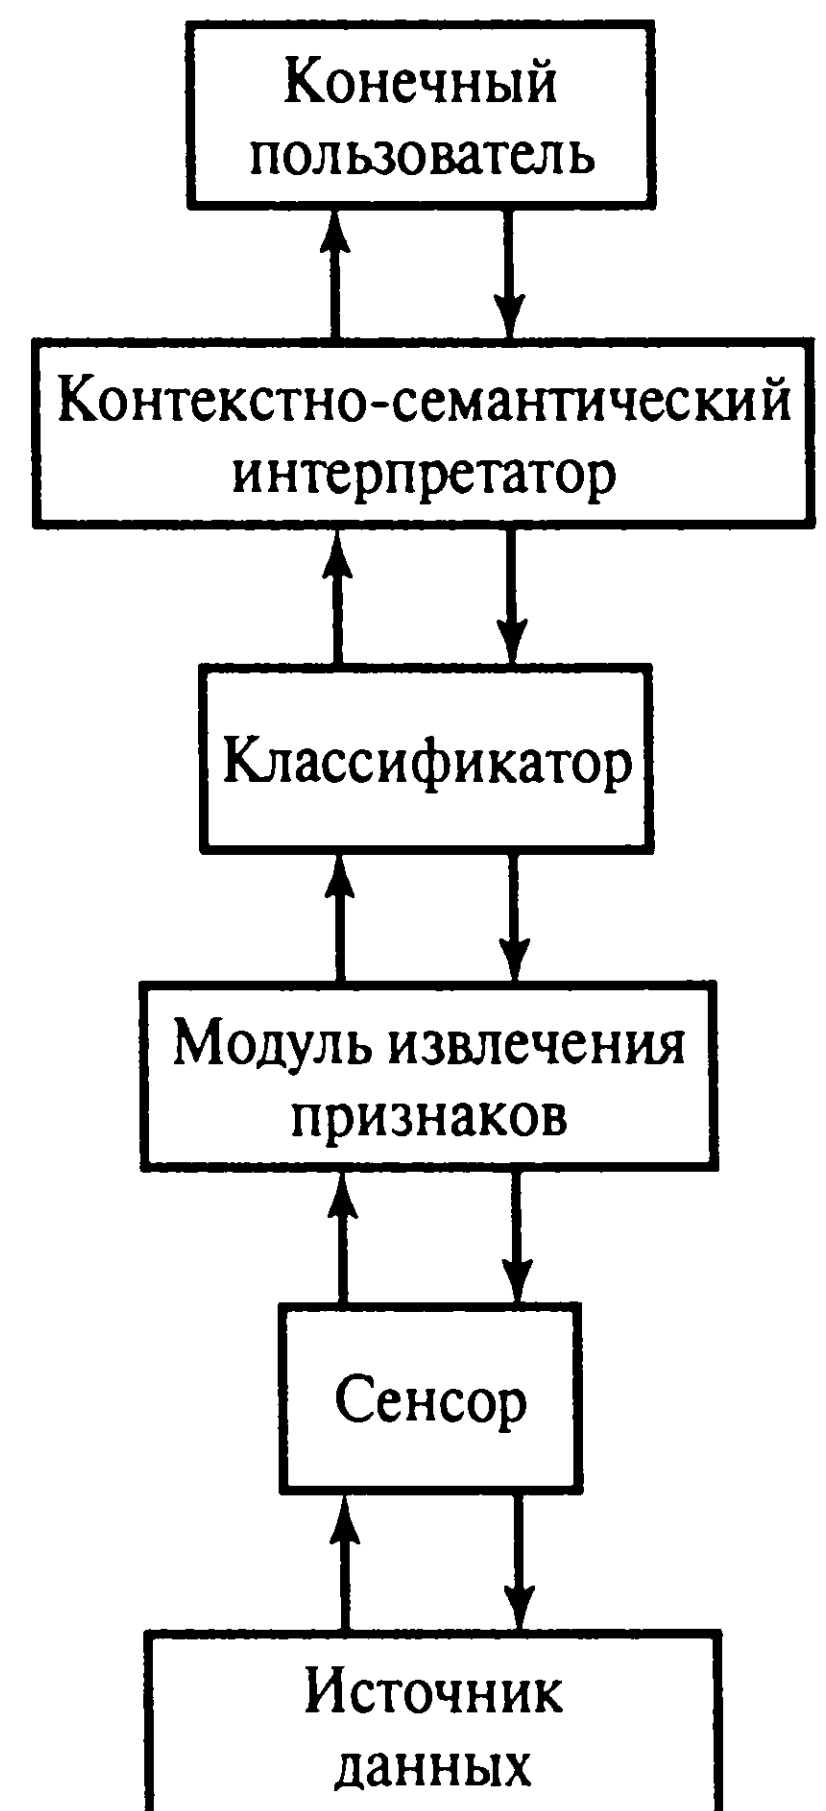 Конечный
пользователь
Контекстно-семантический
интерпретатор
Классификатор
Модуль извлечения
признаков
Сенсор
Источник
данных